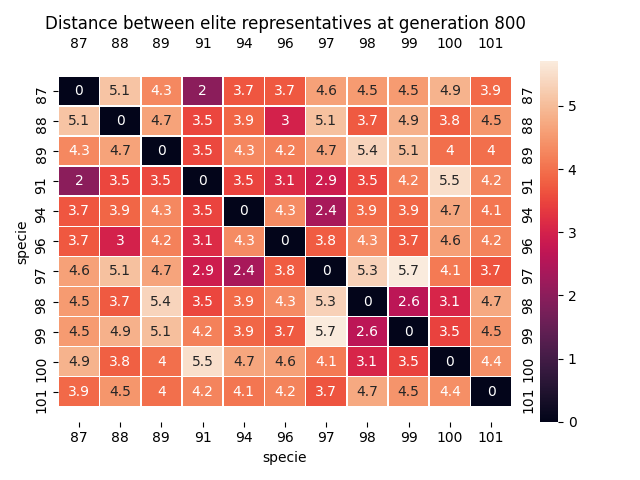 Distance between elite representatives at generation 800
87 88 89 91 94 96 97 98 99 100 101
87 0 5.1 4.3 2 3.7 3.7 4.6 4.5 4.5 4.9 3.9 87
88 5.1 0 4.7 3.5 3.9 3 5.1 3.7 4.9 3.8 4.5 88
89 4.3 4.7 0 3.5 4.3 4.2 4.7 5.4 5.1 4 4 89
91 2 3.5 3.5 0 3.5 3.1 2.9 3.5 4.2 5.5 4.2 91
94 3.7 3.9 4.3 3.5 0 4.3 2.4 3.9 3.9 4.7 4.1 94
96 3.7 3 4.2 3.1 4.3 0 3.8 4.3 3.7 4.6 4.2 96
97 4.6 5.1 4.7 2.9 2.4 3.8 0 5.3 5.7 4.1 3.7 97
98 4.5 3.7 5.4 3.5 3.9 4.3 5.3 0 2.6 3.1 4.7 98
99 4.5 4.9 5.1 4.2 3.9 3.7 5.7 2.6 0 3.5 4.5 99
100 4.9 3.8 4 5.5 4.7 4.6 4.1 3.1 3.5 0 4.4 100
101 3.9 4.5 4 4.2 4.1 4.2 3.7 4.7 4.5 4.4 0 101
87 88 89 91 94 96 97 98 99 100 101
specie
specie
5
4
3
2
1
0